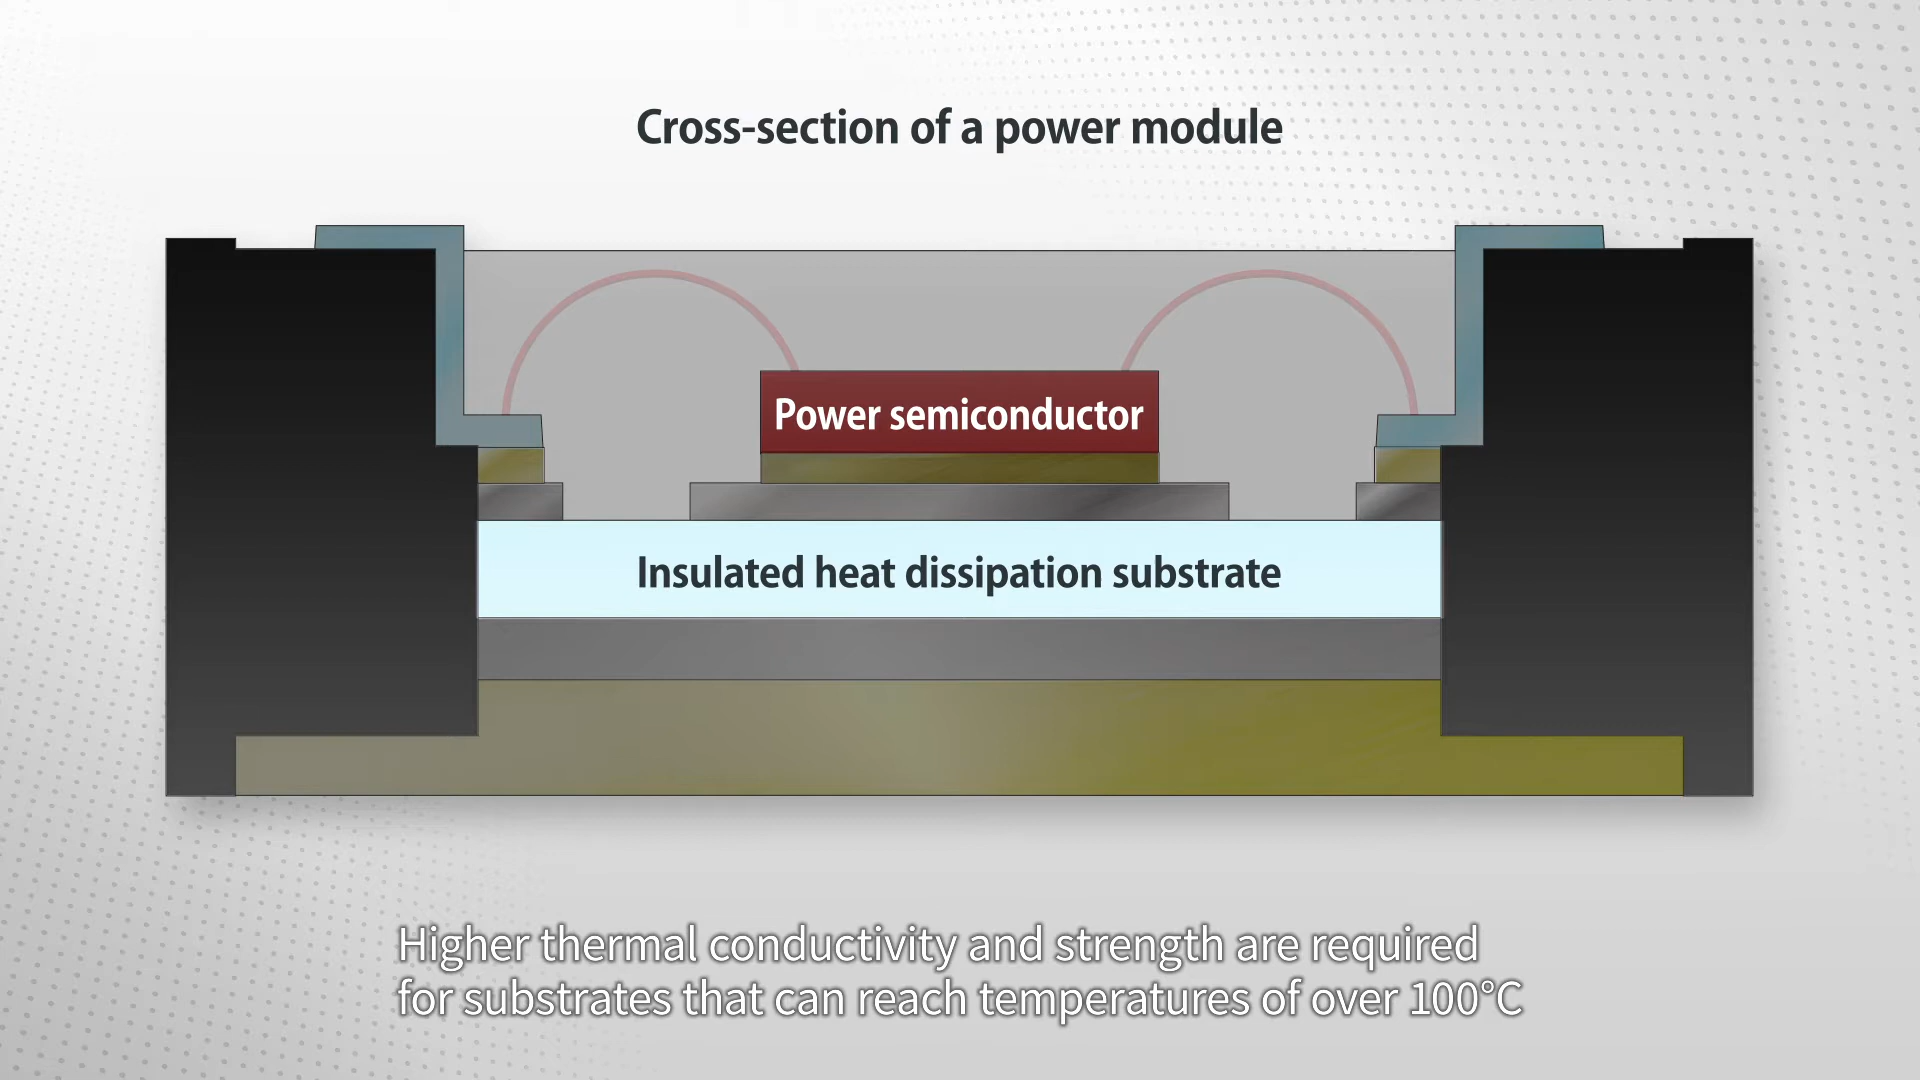 Cross-section of a power module
Power semiconductor
Insulated heat dissipation substrate
Higher thermal conductivity and strength are required
for substrates that can reach temperatures of over 100°C